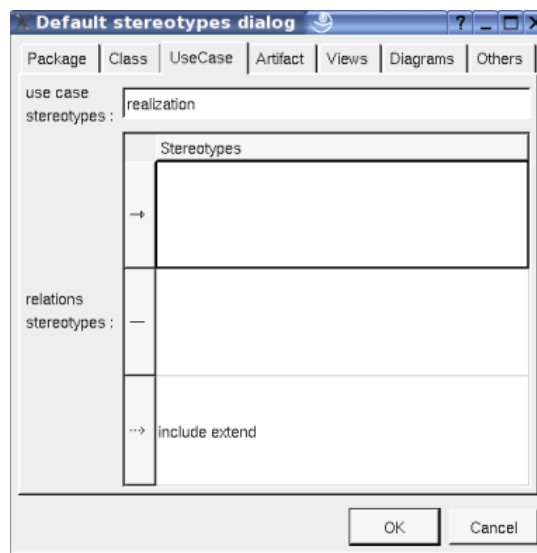 Default stereotypes dialog
Package Class UseCase Artifact Views Diagrams Others
use case
stereotypes :
realization
Stereotypes
relations
stereotypes :
include extend
OK Cancel